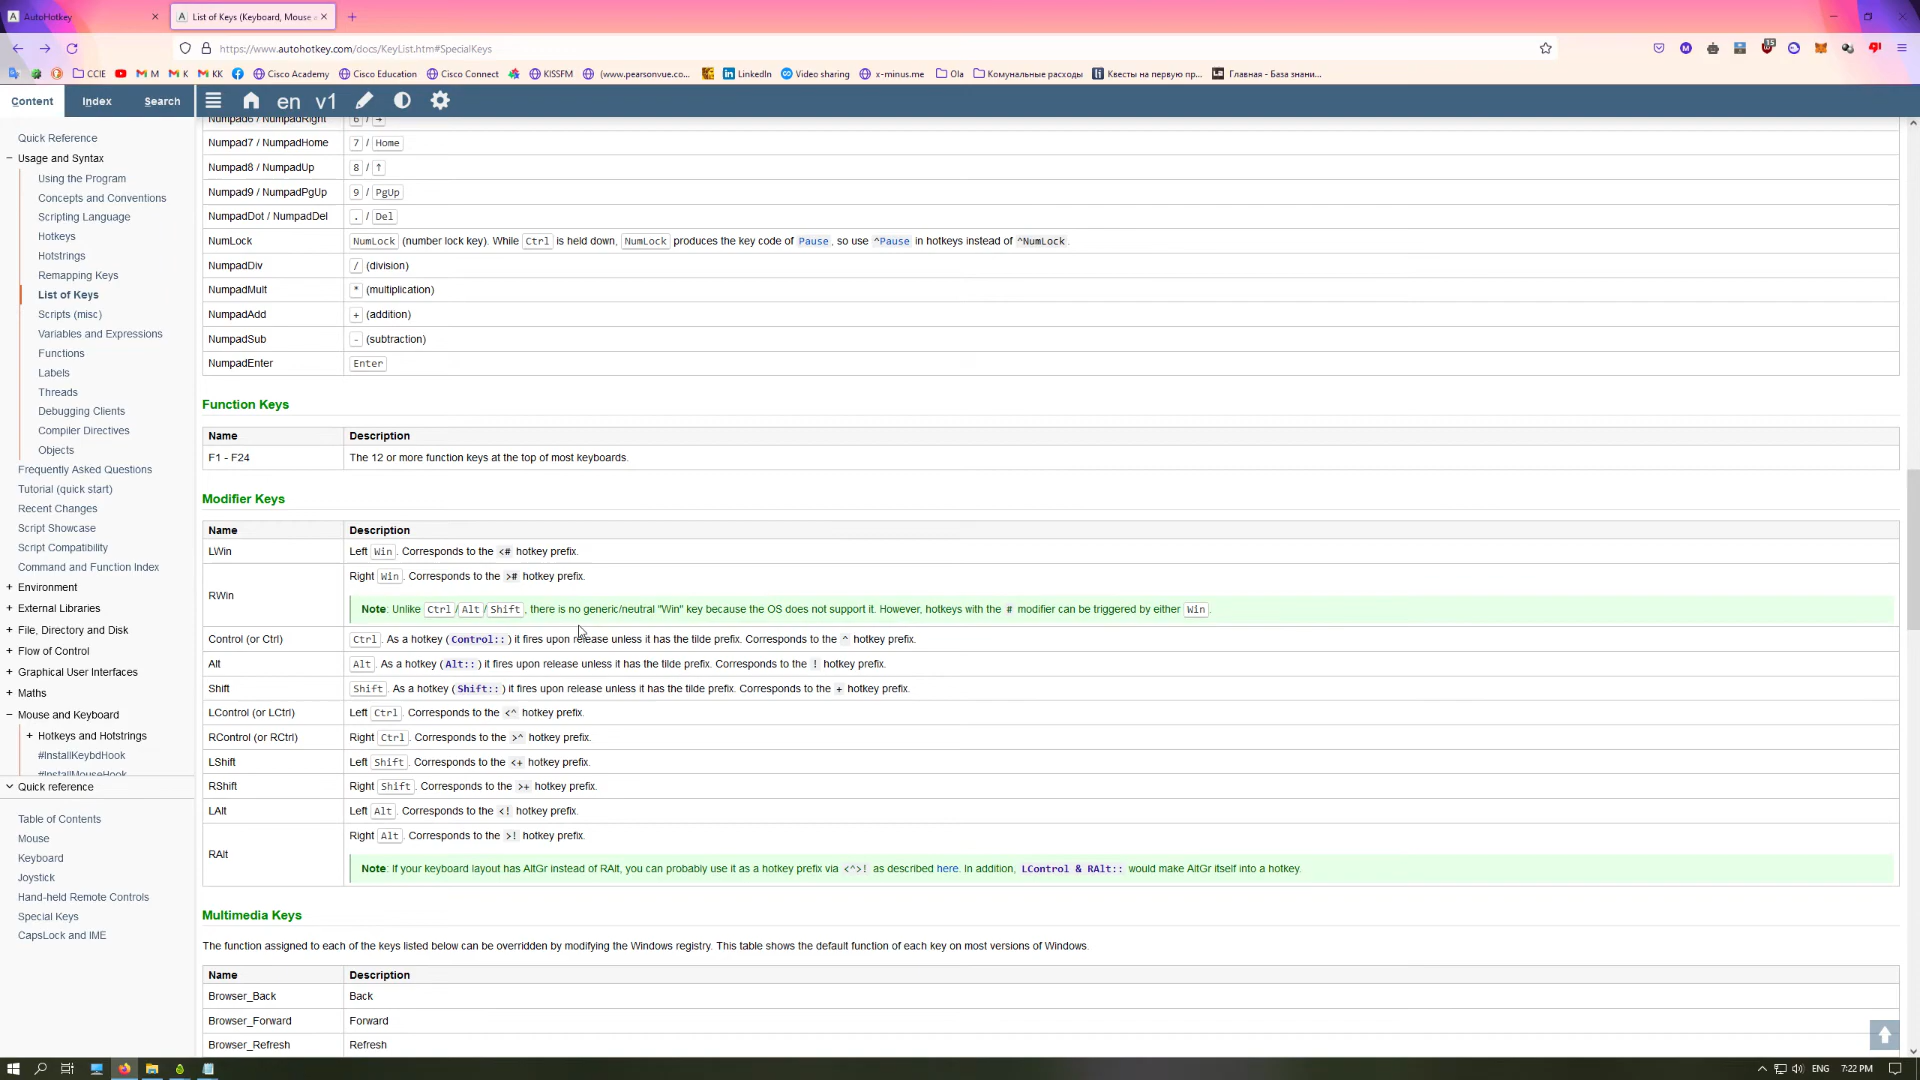 AutoHotkey
List of Keys (Keyboard, Mouse
https://www.autohotkey.com/docs/KeyList.htm#SpecialKeys
15
CCIE
M
K
KK
Cisco Academy
Cisco Education
Cisco Connect
KISSFM
(www.pearsonvue.co...
LinkedIn
Video sharing
x-minus.me
Ola
Комунальные расходы
Квесты на первую пр...
Главная - База знани...
Content
Index
Search
en
v1
Quick Reference
Usage and Syntax
Using the Program
Concepts and Conventions
Scripting Language
Hotkeys
Hotstrings
Remapping Keys
List of Keys
Scripts (misc)
Variables and Expressions
Functions
Labels
Threads
Debugging Clients
Compiler Directives
Objects
Frequently Asked Questions
Tutorial (quick start)
Recent Changes
Script Showcase
Script Compatibility
Command and Function Index
Environment
External Libraries
File, Directory and Disk
Flow of Control
Graphical User Interfaces
Maths
Mouse and Keyboard
Hotkeys and Hotstrings
#InstallKeybdHook
#InstallMouseHook
Quick reference
Table of Contents
Mouse
Keyboard
Joystick
Hand-held Remote Controls
Special Keys
CapsLock and IME
Numpad6 / NumpadRight 6 / →
Numpad7 / NumpadHome 7 / Home
Numpad8 / NumpadUp 8 / ↑
Numpad9 / NumpadPgUp 9 / PgUp
NumpadDot / NumpadDel . / Del
NumLock NumLock (number lock key). While Ctrl is held down, NumLock produces the key code of Pause, so use ^Pause in hotkeys instead of ^NumLock.
NumpadDiv / (division)
NumpadMult * (multiplication)
NumpadAdd + (addition)
NumpadSub - (subtraction)
NumpadEnter Enter
Function Keys
Name Description
F1 - F24 The 12 or more function keys at the top of most keyboards.
Modifier Keys
Name Description
LWin Left Win. Corresponds to the <# hotkey prefix.
Right Win. Corresponds to the ># hotkey prefix.
RWin
Note: Unlike Ctrl/Alt/Shift, there is no generic/neutral "Win" key because the OS does not support it. However, hotkeys with the # modifier can be triggered by either Win.
Control (or Ctrl) Ctrl. As a hotkey (Control::) it fires upon release unless it has the tilde prefix. Corresponds to the ^ hotkey prefix.
Alt Alt. As a hotkey (Alt::) it fires upon release unless it has the tilde prefix. Corresponds to the ! hotkey prefix.
Shift Shift. As a hotkey (Shift::) it fires upon release unless it has the tilde prefix. Corresponds to the + hotkey prefix.
LControl (or LCtrl) Left Ctrl. Corresponds to the <^ hotkey prefix.
RControl (or RCtrl) Right Ctrl. Corresponds to the >^ hotkey prefix.
LShift Left Shift. Corresponds to the <+ hotkey prefix.
RShift Right Shift. Corresponds to the >+ hotkey prefix.
LAlt Left Alt. Corresponds to the <! hotkey prefix.
Right Alt. Corresponds to the >! hotkey prefix.
RAlt
Note: If your keyboard layout has AltGr instead of RAlt, you can probably use it as a hotkey prefix via <^>! as described here. In addition, LControl & RAlt:: would make AltGr itself into a hotkey.
Multimedia Keys
The function assigned to each of the keys listed below can be overridden by modifying the Windows registry. This table shows the default function of each key on most versions of Windows.
Name Description
Browser_Back Back
Browser_Forward Forward
Browser_Refresh Refresh
ENG 7:22 PM